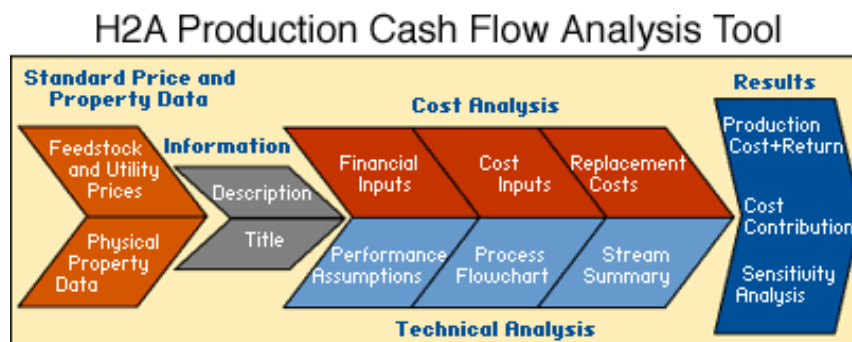 H2A Production Cash Flow Analysis Tool
Standard Price and
Property Data
Feedstock
and Utility
Prices
Physical
Property
Data
Information
Description
Title
Cost Analysis
Financial
Inputs
Cost
Inputs
Replacement
Costs
Performance
Assumptions
Process
Flowchart
Stream
Summary
Technical Analysis
Results
Production
Cost+Return
Cost
Contribution
Sensitivity
Analysis